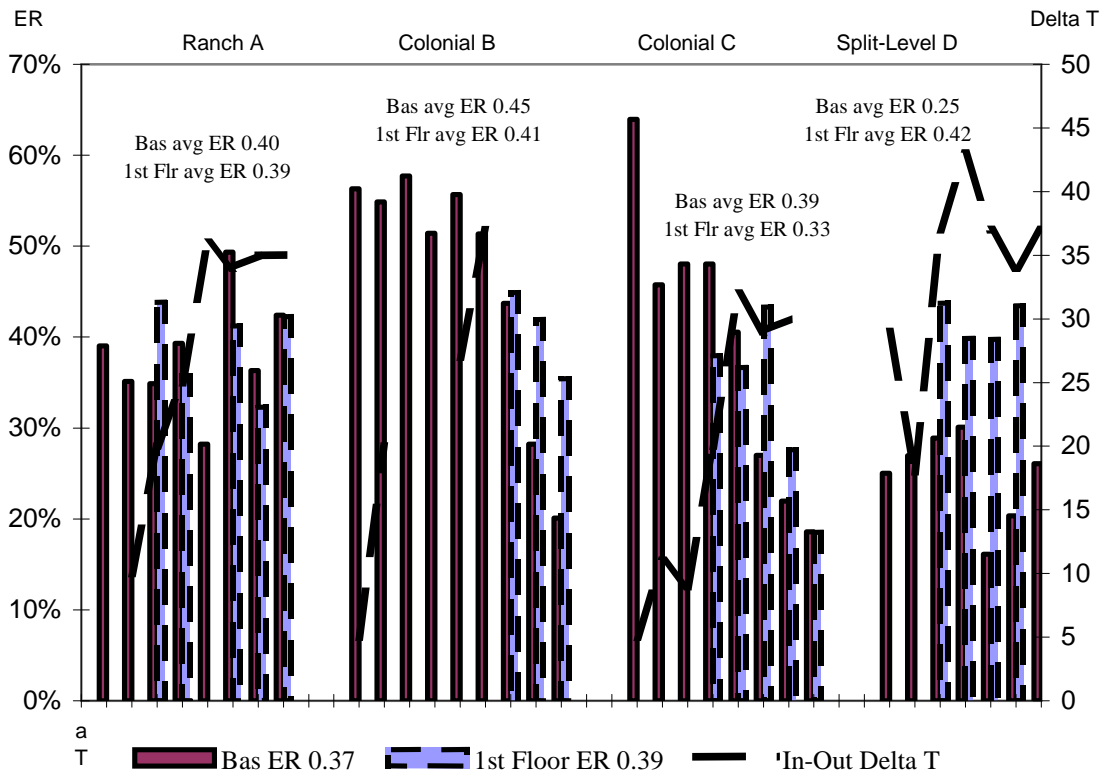 ER
Delta T
Ranch A
Colonial B
Colonial C
Split-Level D
70%
60%
50%
40%
30%
20%
10%
0%
50
45
40
35
30
25
20
15
10
5
0
Bas avg ER 0.40
1st Flr avg ER 0.39
Bas avg ER 0.45
1st Flr avg ER 0.41
Bas avg ER 0.39
1st Flr avg ER 0.33
Bas avg ER 0.25
1st Flr avg ER 0.42
a
T
Bas ER 0.37
1st Floor ER 0.39
'In-Out Delta T